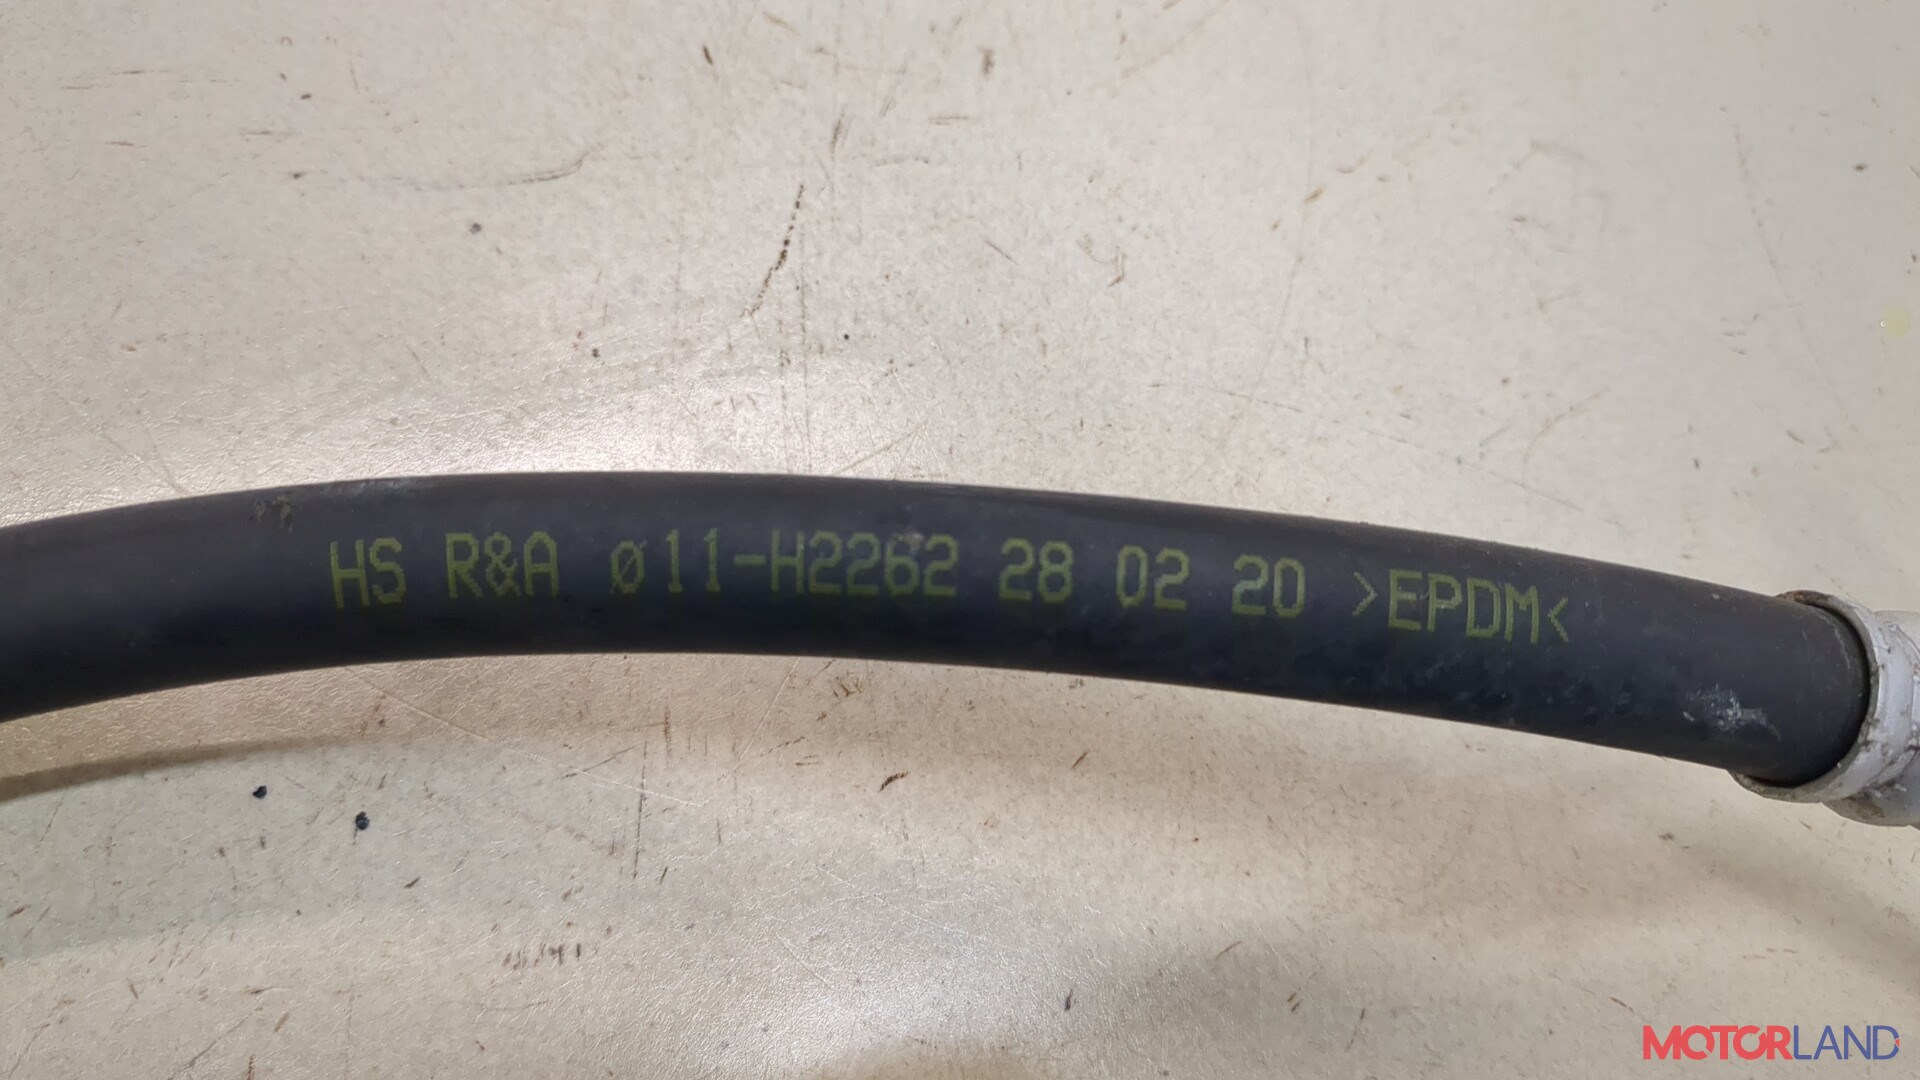 HS R&A ø11-H2262 28 02 20 >EPDM<
MOTORLAND